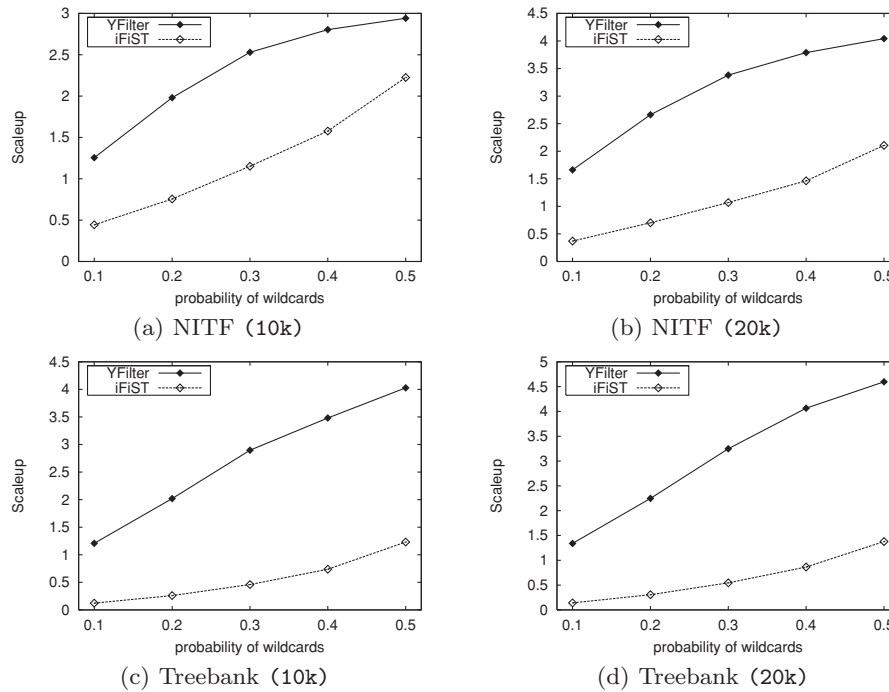 3
2.5
2
1.5
1
0.5
0
YFilter
iFiST
Scaleup
0.1 0.2 0.3 0.4 0.5
probability of wildcards
(a) NITF (10k)
4.5
4
3.5
3
2.5
2
1.5
1
0.5
0
YFilter
iFiST
Scaleup
0.1 0.2 0.3 0.4 0.5
probability of wildcards
(b) NITF (20k)
4.5
4
3.5
3
2.5
2
1.5
1
0.5
0
YFilter
iFiST
Scaleup
0.1 0.2 0.3 0.4 0.5
probability of wildcards
(c) Treebank (10k)
5
4.5
4
3.5
3
2.5
2
1.5
1
0.5
0
YFilter
iFiST
Scaleup
0.1 0.2 0.3 0.4 0.5
probability of wildcards
(d) Treebank (20k)